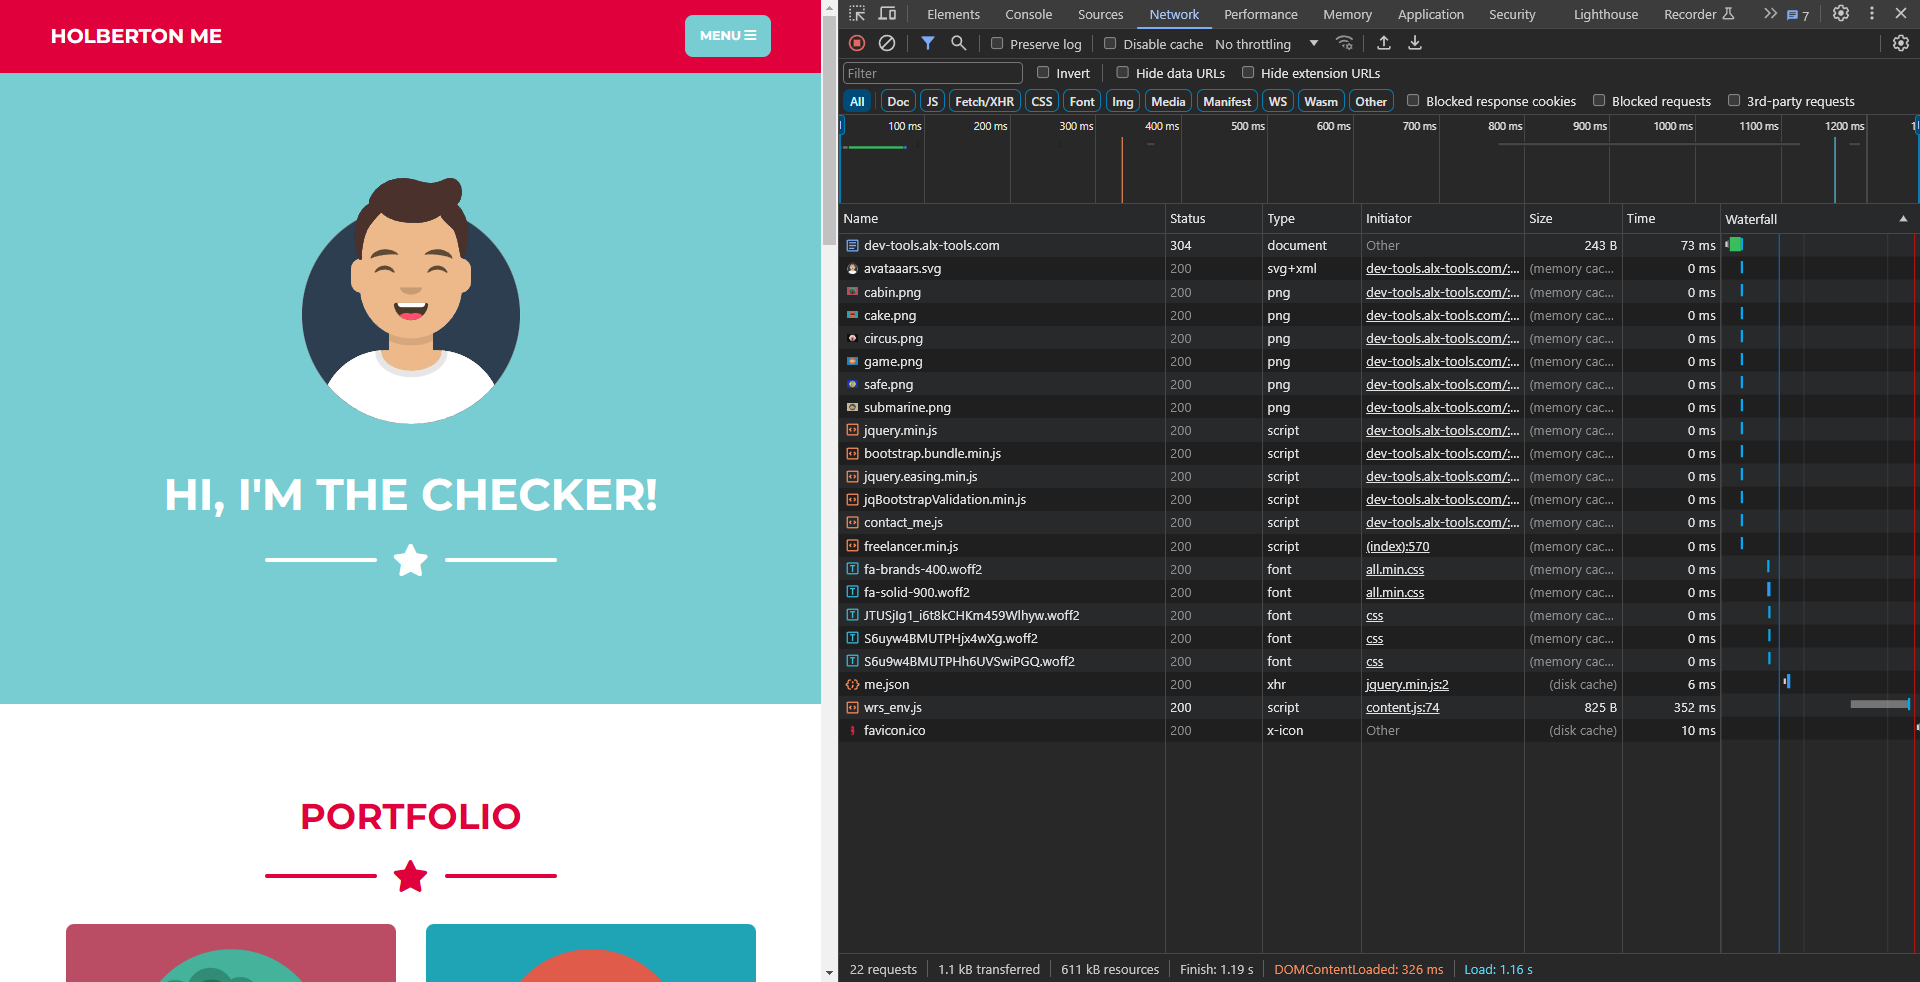 HOLBERTON ME
MENU
HI, I'M THE CHECKER!
PORTFOLIO
Elements Console Sources Network Performance Memory Application Security Lighthouse Recorder 7
Preserve log Disable cache No throttling
Filter Invert Hide data URLs Hide extension URLs
All Doc JS Fetch/XHR CSS Font Img Media Manifest WS Wasm Other Blocked response cookies Blocked requests 3rd-party requests
100 ms 200 ms 300 ms 400 ms 500 ms 600 ms 700 ms 800 ms 900 ms 1000 ms 1100 ms 1200 ms 1
Name Status Type Initiator Size Time Waterfall
dev-tools.alx-tools.com 304 document Other 243 B 73 ms
avataaars.svg 200 svg+xml dev-tools.alx-tools.com/:... (memory cac... 0 ms
cabin.png 200 png dev-tools.alx-tools.com/:... (memory cac... 0 ms
cake.png 200 png dev-tools.alx-tools.com/:... (memory cac... 0 ms
circus.png 200 png dev-tools.alx-tools.com/:... (memory cac... 0 ms
game.png 200 png dev-tools.alx-tools.com/:... (memory cac... 0 ms
safe.png 200 png dev-tools.alx-tools.com/:... (memory cac... 0 ms
submarine.png 200 png dev-tools.alx-tools.com/:... (memory cac... 0 ms
jquery.min.js 200 script dev-tools.alx-tools.com/:... (memory cac... 0 ms
bootstrap.bundle.min.js 200 script dev-tools.alx-tools.com/:... (memory cac... 0 ms
jquery.easing.min.js 200 script dev-tools.alx-tools.com/:... (memory cac... 0 ms
jqBootstrapValidation.min.js 200 script dev-tools.alx-tools.com/:... (memory cac... 0 ms
contact_me.js 200 script dev-tools.alx-tools.com/:... (memory cac... 0 ms
freelancer.min.js 200 script (index):570 (memory cac... 0 ms
fa-brands-400.woff2 200 font all.min.css (memory cac... 0 ms
fa-solid-900.woff2 200 font all.min.css (memory cac... 0 ms
JTUSjIg1_i6t8kCHKm459Wlhyw.woff2 200 font css (memory cac... 0 ms
S6uyw4BMUTPHjx4wXg.woff2 200 font css (memory cac... 0 ms
S6u9w4BMUTPHh6UVSwiPGQ.woff2 200 font css (memory cac... 0 ms
me.json 200 xhr jquery.min.js:2 (disk cache) 6 ms
wrs_env.js 200 script content.js:74 825 B 352 ms
favicon.ico 200 x-icon Other (disk cache) 10 ms
22 requests 1.1 kB transferred 611 kB resources Finish: 1.19 s DOMContentLoaded: 326 ms Load: 1.16 s